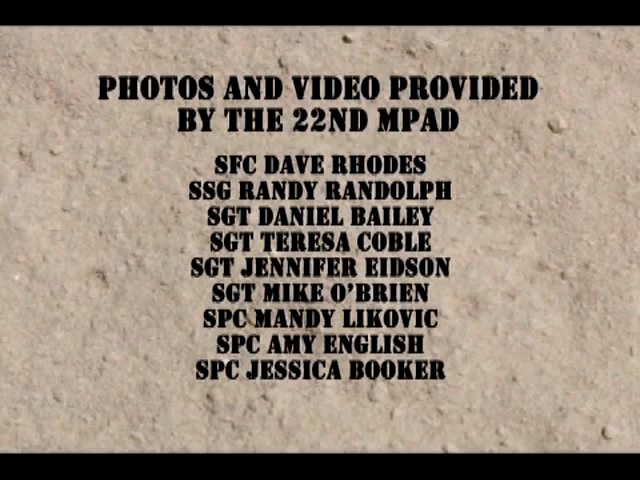 PHOTOS AND VIDEO PROVIDED
BY THE 22ND MPAD
SFC DAVE RHODES
SSG RANDY RANDOLPH
SGT DANIEL BAILEY
SGT TERESA COBLE
SGT JENNIFER EIDSON
SGT MIKE O'BRIEN
SPC MANDY LIKOVIC
SPC AMY ENGLISH
SPC JESSICA BOOKER